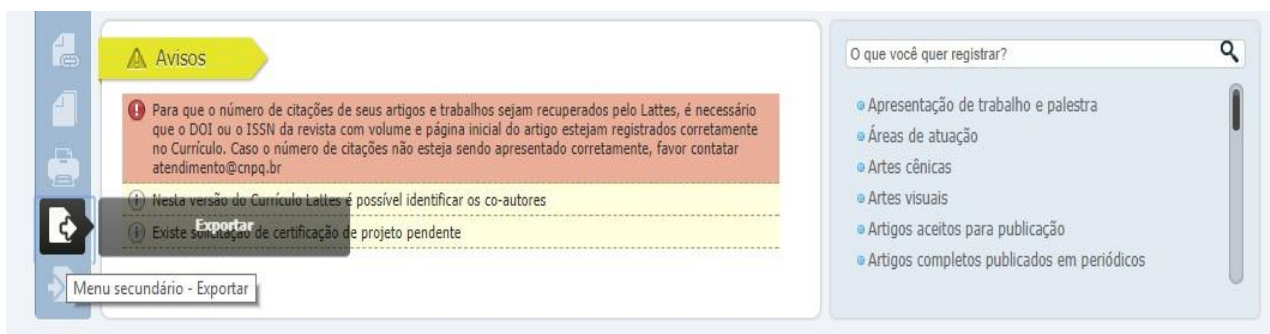 Avisos
Para que o número de citações de seus artigos e trabalhos sejam recuperados pelo Lattes, é necessário
que o DOI ou o ISSN da revista com volume e página inicial do artigo estejam registrados corretamente
no Currículo. Caso o número de citações não esteja sendo apresentado corretamente, favor contatar
atendimento@cnpq.br
Nesta versão do Currículo Lattes é possível identificar os co-autores
Existe solicitação de certificação de projeto pendente
Exportar
Menu secundário - Exportar
O que você quer registrar?
Apresentação de trabalho e palestra
Áreas de atuação
Artes cênicas
Artes visuais
Artigos aceitos para publicação
Artigos completos publicados em periódicos